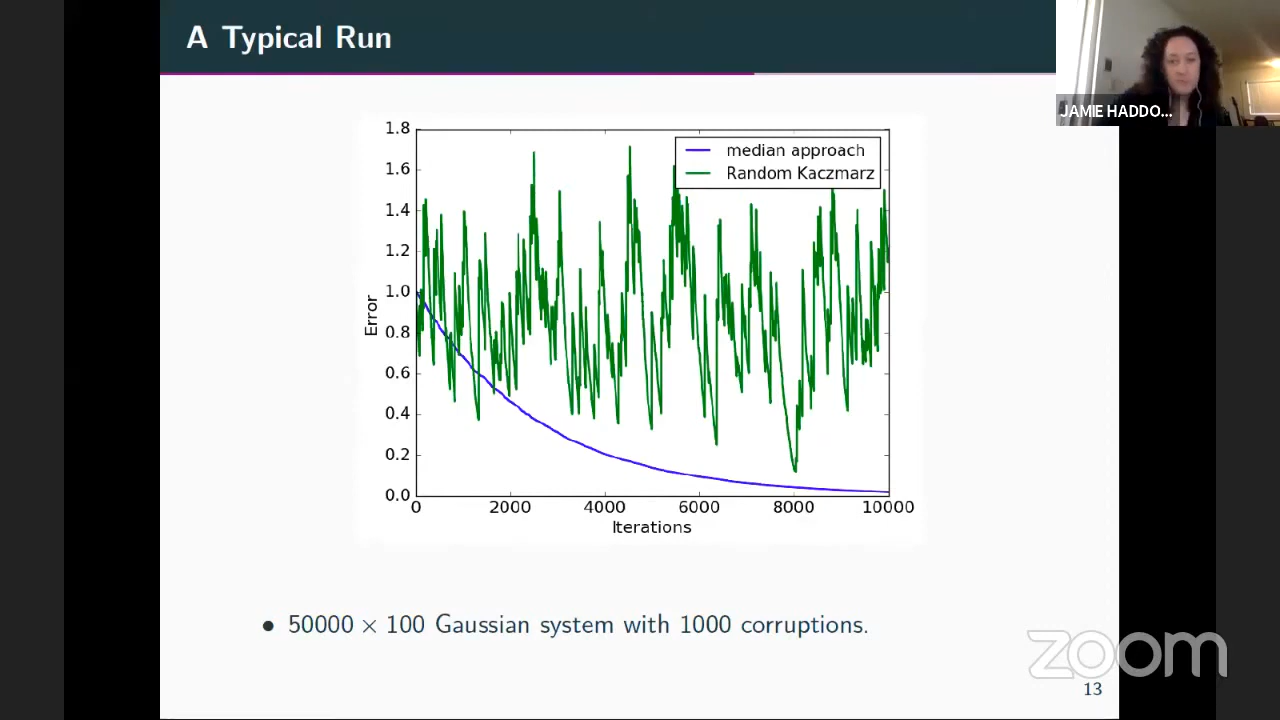 A Typical Run
JAMIE HADDO...
1.8
1.6
1.4
1.2
1.0
0.8
0.6
0.4
0.2
0.0
Error
median approach
Random Kaczmarz
0 2000 4000 6000 8000 10000
Iterations
• 50000 × 100 Gaussian system with 1000 corruptions.
zoom
13